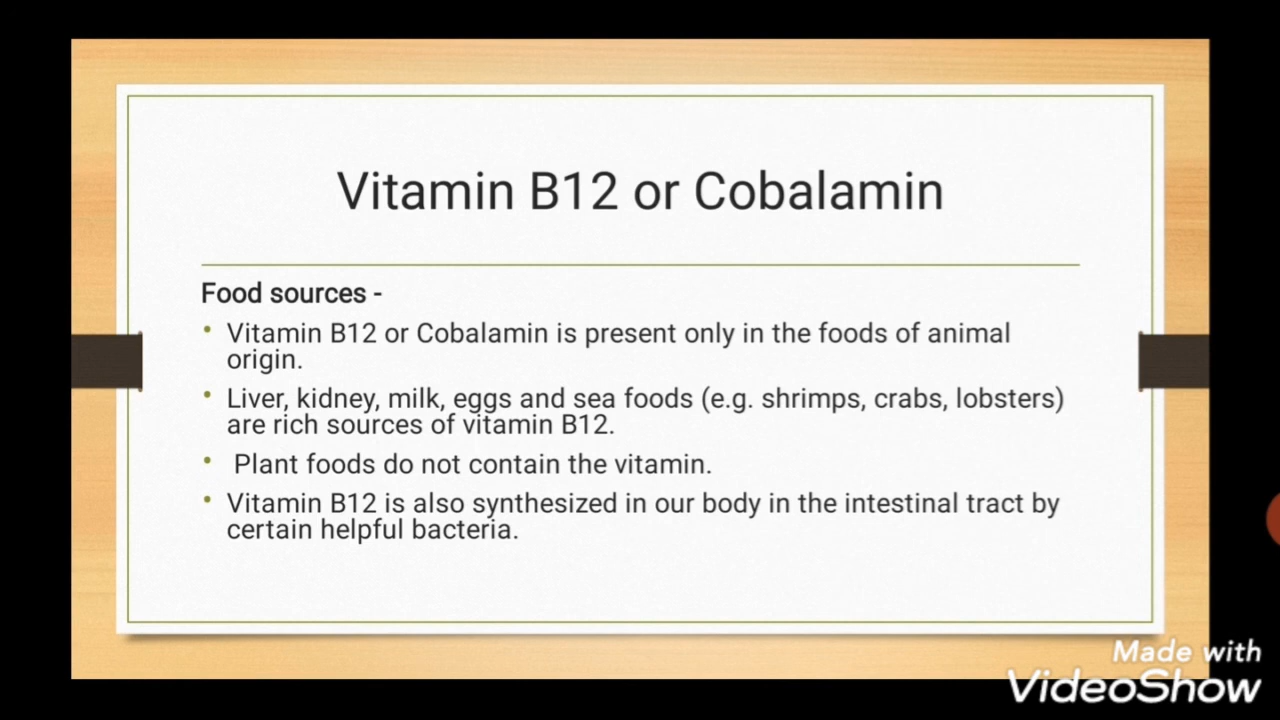 Vitamin B12 or Cobalamin
Food sources -
• Vitamin B12 or Cobalamin is present only in the foods of animal
origin.
• Liver, kidney, milk, eggs and sea foods (e.g. shrimps, crabs, lobsters)
are rich sources of vitamin B12.
• Plant foods do not contain the vitamin.
• Vitamin B12 is also synthesized in our body in the intestinal tract by
certain helpful bacteria.
Made with
VideoShow